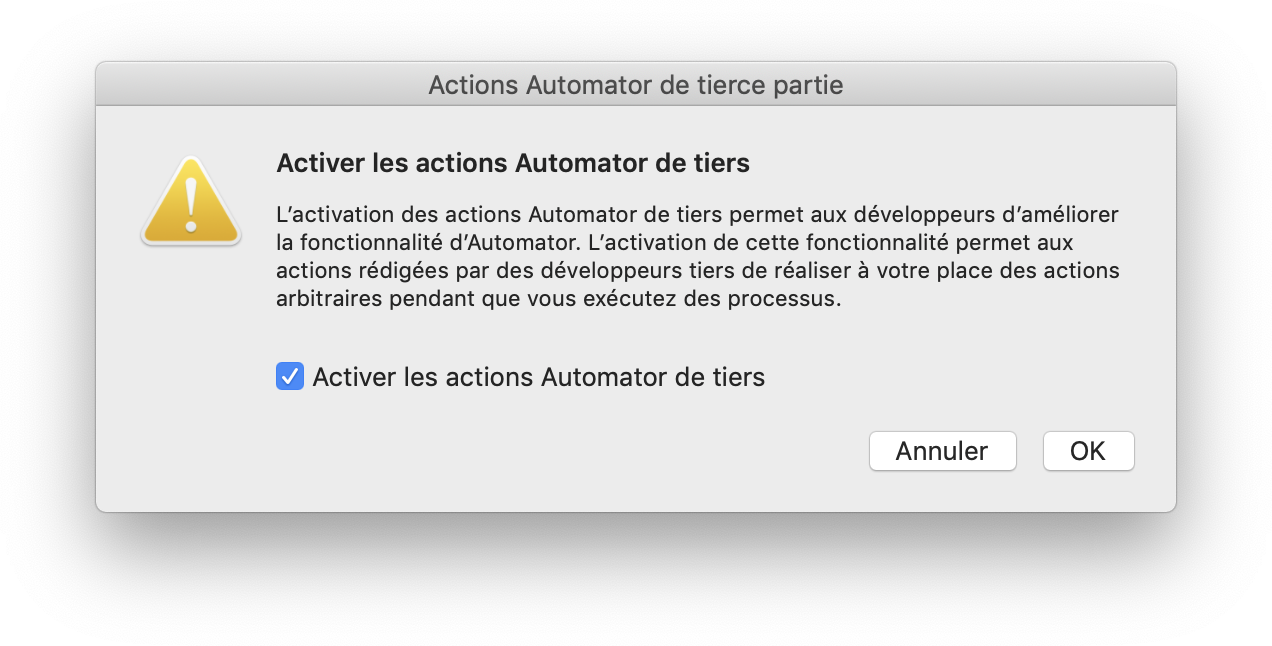 Actions Automator de tierce partie
Activer les actions Automator de tiers
L’activation des actions Automator de tiers permet aux développeurs d’améliorer
la fonctionnalité d’Automator. L’activation de cette fonctionnalité permet aux
actions rédigées par des développeurs tiers de réaliser à votre place des actions
arbitraires pendant que vous exécutez des processus.
Activer les actions Automator de tiers
Annuler
OK